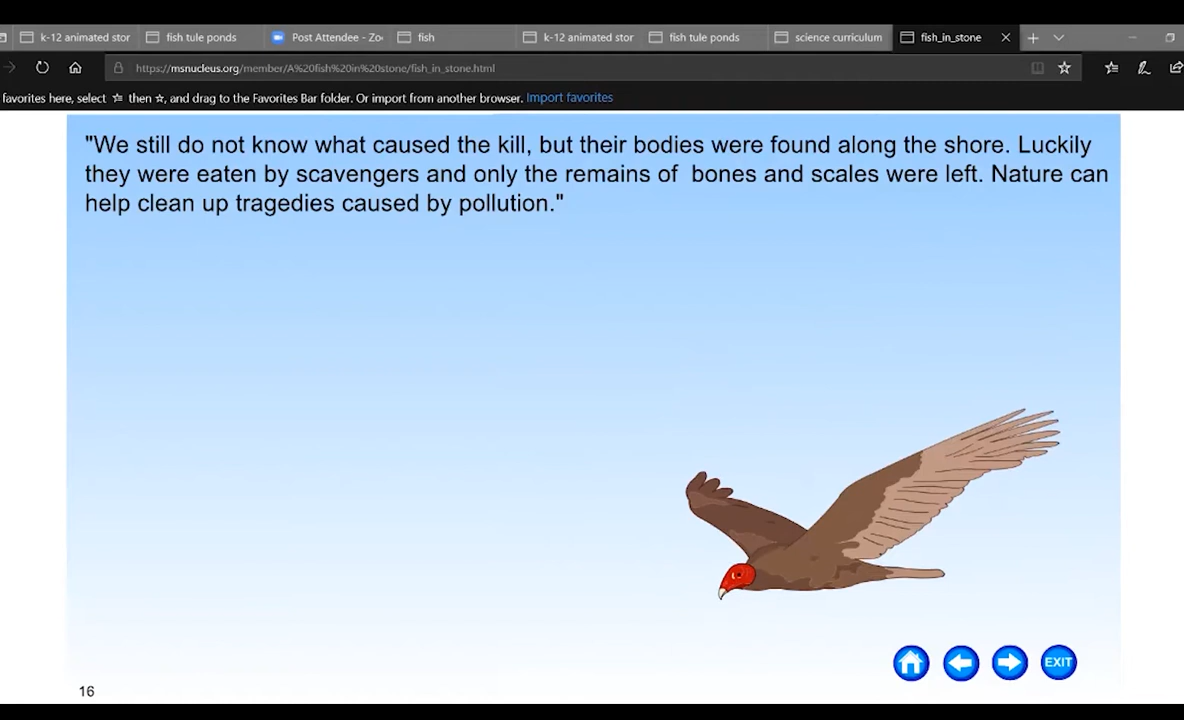 k-12 animated stor
fish tule ponds
Post Attendee - Zo
fish
k-12 animated stor
fish tule ponds
science curriculum
fish_in_stone
https://msnucleus.org/member/A%20fish%20in%20stone/fish_in_stone.html
favorites here, select ☆ then ☆, and drag to the Favorites Bar folder. Or import from another browser. Import favorites
"We still do not know what caused the kill, but their bodies were found along the shore. Luckily
they were eaten by scavengers and only the remains of bones and scales were left. Nature can
help clean up tragedies caused by pollution."
EXIT
16